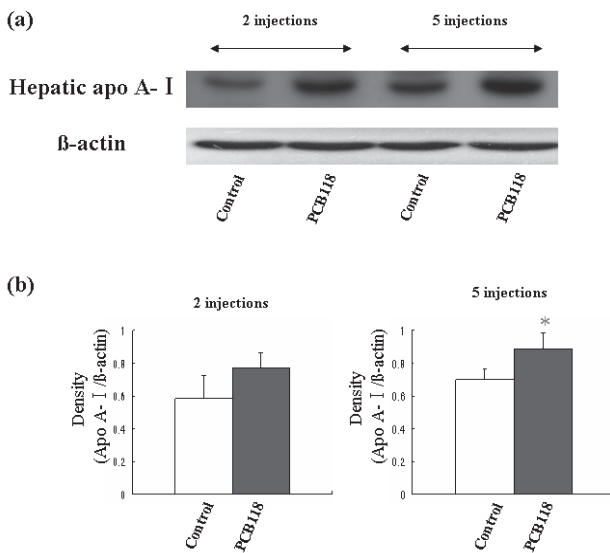 (a)
2 injections
5 injections
Hepatic apo A- Ⅰ
ß-actin
Control
PCB118
Control
PCB118
(b)
2 injections
Density
(Apo A- Ⅰ /ß-actin)
1
0.8
0.6
0.4
0.2
0
Control
PCB118
5 injections
Density
(Apo A- Ⅰ /ß-actin)
1
0.8
0.6
0.4
0.2
0
*
Control
PCB118